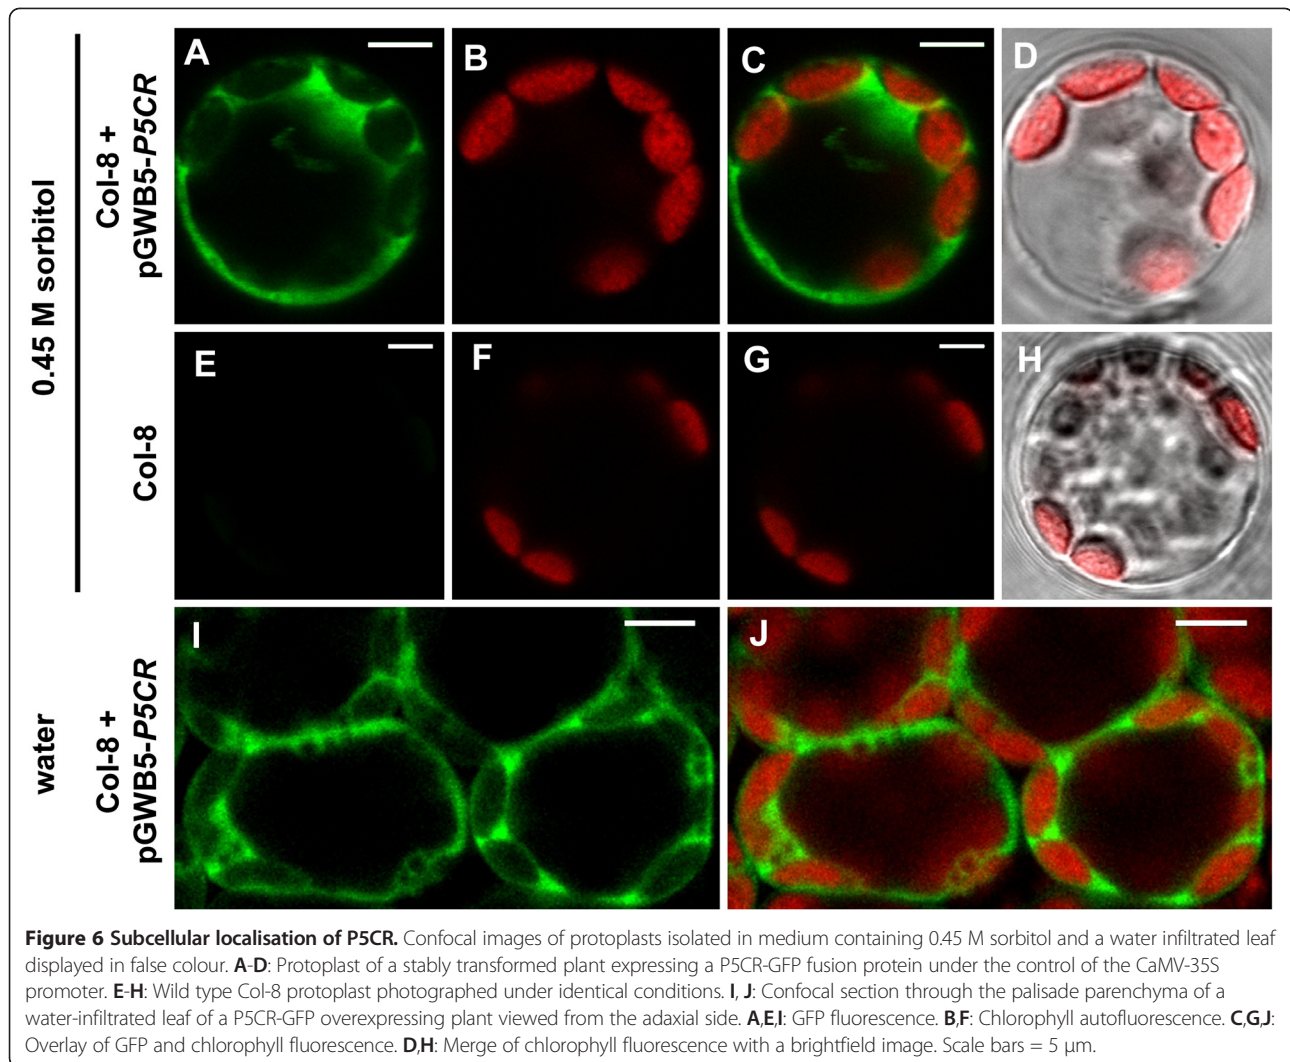 0.45 M sorbitol
Col-8 +
pGWB5-P5CR
A
B
C
D
Col-8
E
F
G
H
water
Col-8 +
pGWB5-P5CR
I
J
Figure 6 Subcellular localisation of P5CR. Confocal images of protoplasts isolated in medium containing 0.45 M sorbitol and a water infiltrated leaf
displayed in false colour. A-D: Protoplast of a stably transformed plant expressing a P5CR-GFP fusion protein under the control of the CaMV-35S
promoter. E-H: Wild type Col-8 protoplast photographed under identical conditions. I, J: Confocal section through the palisade parenchyma of a
water-infiltrated leaf of a P5CR-GFP overexpressing plant viewed from the adaxial side. A,E,I: GFP fluorescence. B,F: Chlorophyll autofluorescence. C,G,J:
Overlay of GFP and chlorophyll fluorescence. D,H: Merge of chlorophyll fluorescence with a brightfield image. Scale bars = 5 μm.